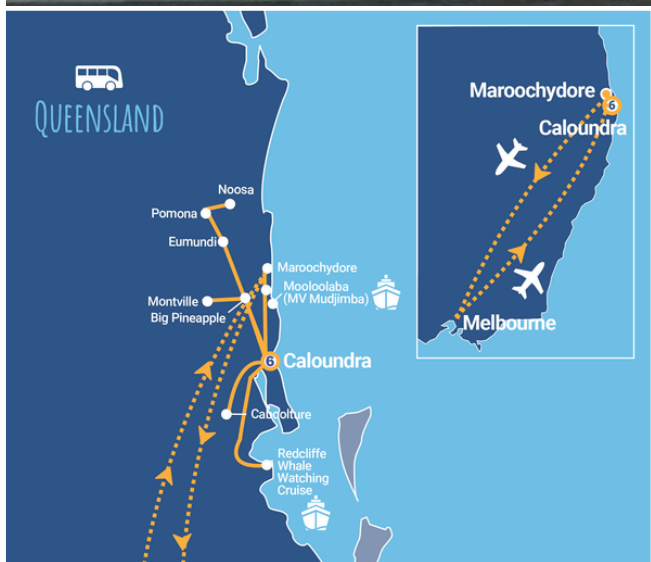 QUEENSLAND
Noosa
Pomona
Eumundi
Maroochydore
Mooloolaba
(MV Mudjimba)
Montville
Big Pineapple
6 Caloundra
Caboolture
Redcliffe
Whale
Watching
Cruise
Maroochydore
6
Caloundra
Melbourne